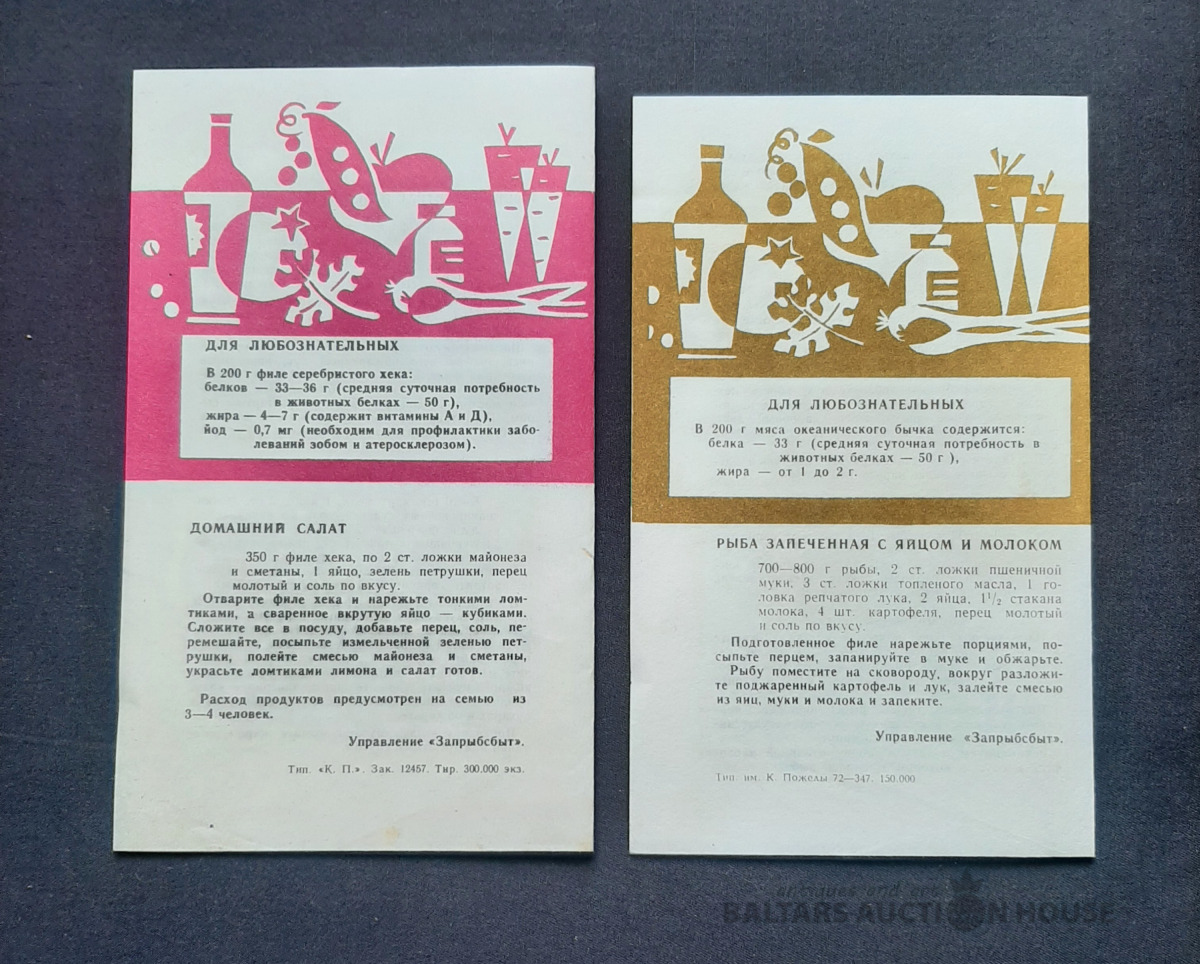 ДЛЯ ЛЮБОЗНАТЕЛЬНЫХ
В 200 г филе серебристого хека:
белков — 33—36 г (средняя суточная потребность
в животных белках — 50 г),
жира — 4—7 г (содержит витамины А и Д),
йод — 0,7 мг (необходим для профилактики забо-
леваний зобом и атеросклерозом).
ДОМАШНИЙ САЛАТ
350 г филе хека, по 2 ст. ложки майонеза
и сметаны, 1 яйцо, зелень петрушки, перец
молотый и соль по вкусу.
Отварите филе хека и нарежьте тонкими лом-
тиками, а сваренное вкрутую яйцо — кубиками.
Сложите все в посуду, добавьте перец, соль, пе-
ремешайте, посыпьте измельченной зеленью пет-
рушки, полейте смесью майонеза и сметаны,
украсьте ломтиками лимона и салат готов.
Расход продуктов предусмотрен на семью из
3—4 человек.
Управление «Запрыбсбыт».
Тип. «К. П.». Зак. 12457. Тир. 300.000 экз.
ДЛЯ ЛЮБОЗНАТЕЛЬНЫХ
В 200 г мяса океанического бычка содержится:
белка — 33 г (средняя суточная потребность в
животных белках — 50 г ),
жира — от 1 до 2 г.
РЫБА ЗАПЕЧЕННАЯ С ЯЙЦОМ И МОЛОКОМ
700—800 г рыбы, 2 ст. ложки пшеничной
муки, 3 ст. ложки топленого масла, 1 го-
ловка репчатого лука, 2 яйца, 1 1/2 стакана
молока, 4 шт. картофеля, перец молотый
и соль по вкусу.
Подготовленное филе нарежьте порциями, по-
сыпьте перцем, запанируйте в муке и обжарьте.
Рыбу поместите на сковороду, вокруг разложи-
те поджаренный картофель и лук, залейте смесью
из яиц, муки и молока и запеките.
Управление «Запрыбсбыт».
Тип. им. К. Пожелы 72—347. 150.000
antiques and art
BALTARS AUCTION HOUSE